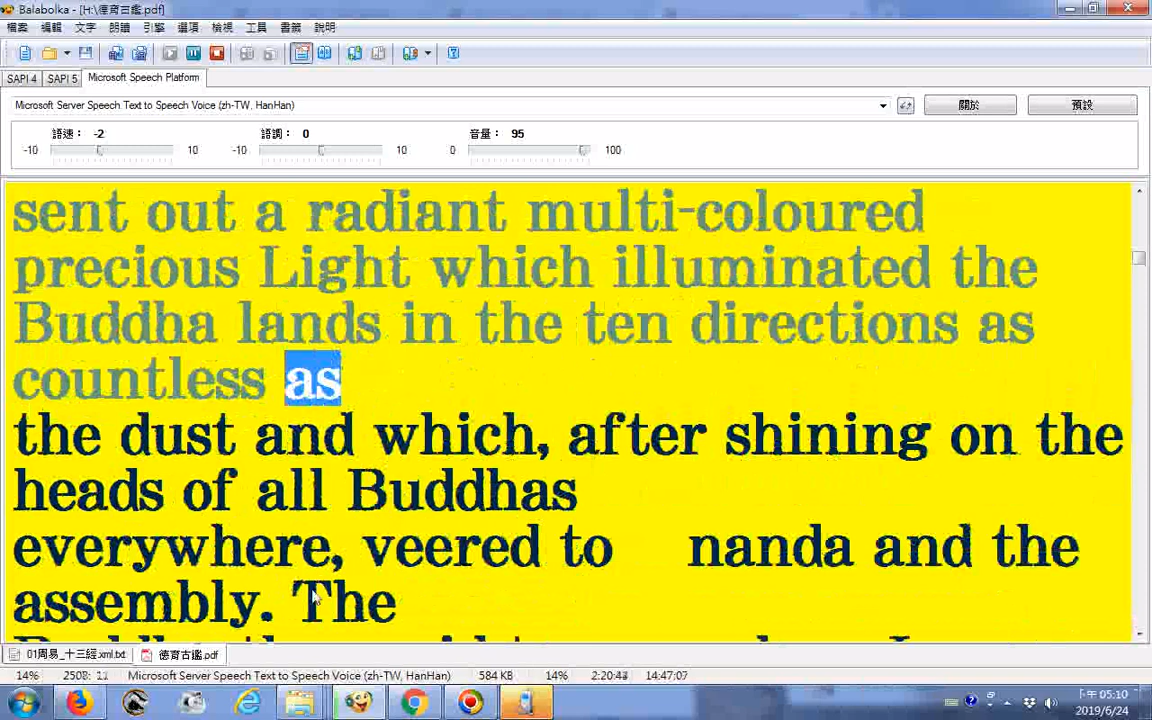 Balabolka - [H:\德育古鑑.pdf]
檔案 編輯 文字 朗讀 引擎 選項 檢視 工具 書籤 說明
SAPI 4 SAPI 5 Microsoft Speech Platform
Microsoft Server Speech Text to Speech Voice (zh-TW, HanHan) 關於 預設
語速： -2 語調： 0 音量： 95
-10 10 -10 10 0 100
sent out a radiant multi-coloured
precious Light which illuminated the
Buddha lands in the ten directions as
countless as
the dust and which, after shining on the
heads of all Buddhas
everywhere, veered to nanda and the
assembly. The
01周易_十三經.xml.txt 德育古鑑.pdf
14% 2508: 11 Microsoft Server Speech Text to Speech Voice (zh-TW, HanHan) 584 KB 14% 2:20:43 14:47:07
下午 05:10
2019/6/24